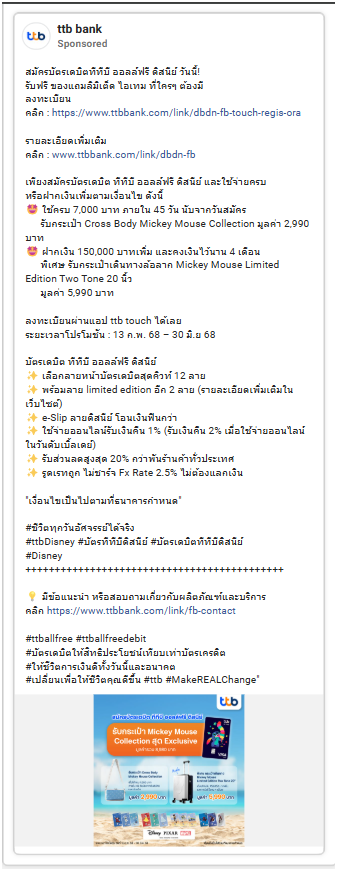 ttb
ttb bank
Sponsored
สมัครบัตรเดบิตทีทีบี ออลล์ฟรี ดิสนีย์ วันนี้!
รับฟรี ของแถมลิมิเต็ด ไอเทม ที่ใครๆ ต้องมี
ลงทะเบียน
คลิก : https://www.ttbbank.com/link/dbdn-fb-touch-regis-ora
รายละเอียดเพิ่มเติม
คลิก : www.ttbbank.com/link/dbdn-fb
เพียงสมัครบัตรเดบิต ทีทีบี ออลล์ฟรี ดิสนีย์ และใช้จ่ายครบ
หรือฝากเงินเพิ่มตามเงื่อนไข ดังนี้
🤩 ใช้ครบ 7,000 บาท ภายใน 45 วัน นับจากวันสมัคร
รับกระเป๋า Cross Body Mickey Mouse Collection มูลค่า 2,990
บาท
🤩 ฝากเงิน 150,000 บาทเพิ่ม และคงเงินไว้นาน 4 เดือน
พิเศษ รับกระเป๋าเดินทางล้อลาก Mickey Mouse Limited
Edition Two Tone 20 นิ้ว
มูลค่า 5,990 บาท
ลงทะเบียนผ่านแอป ttb touch ได้เลย
ระยะเวลาโปรโมชั่น : 13 ก.พ. 68 – 30 มิ.ย 68
บัตรเดบิต ทีทีบี ออลล์ฟรี ดิสนีย์
✨ เลือกลายหน้าบัตรเดบิตสุดคิวท์ 12 ลาย
✨ พร้อมลาย limited edition อีก 2 ลาย (รายละเอียดเพิ่มเติมใน
เว็บไซต์)
✨ e-Slip ลายดิสนีย์ โอนเงินฟินกว่า
✨ ใช้จ่ายออนไลน์รับเงินคืน 1% (รับเงินคืน 2% เมื่อใช้จ่ายออนไลน์
ในวันดับเบิ้ลเดย์)
✨ รับส่วนลดสูงสุด 20% กว่าพันร้านค้าทั่วประเทศ
✨ รูดเรทถูก ไม่ชาร์จ Fx Rate 2.5% ไม่ต้องแลกเงิน
"เงื่อนไขเป็นไปตามที่ธนาคารกำหนด"
#ชีวิตทุกวันอัศจรรย์ได้จริง
#ttbDisney #บัตรทีทีบีดิสนีย์ #บัตรเดบิตทีทีบีดิสนีย์
#Disney
++++++++++++++++++++++++++++++++++++++++++++
💡 มีข้อแนะนำ หรือสอบถามเกี่ยวกับผลิตภัณฑ์และบริการ
คลิก https://www.ttbbank.com/link/fb-contact
#ttballfree #ttballfreedebit
#บัตรเดบิตให้สิทธิประโยชน์เทียบเท่าบัตรเครดิต
#ให้ชีวิตการเงินดีทั้งวันนี้และอนาคต
#เปลี่ยนเพื่อให้ชีวิตคุณดีขึ้น #ttb #MakeREALChange"
ttb
สมัครบัตรเดบิต ทีทีบี ออลล์ฟรี ดิสนีย์
รับกระเป๋า Mickey Mouse
Collection สุด Exclusive
มูลค่า 2,990
มูลค่า 5,990
Disney PIXAR MARVEL